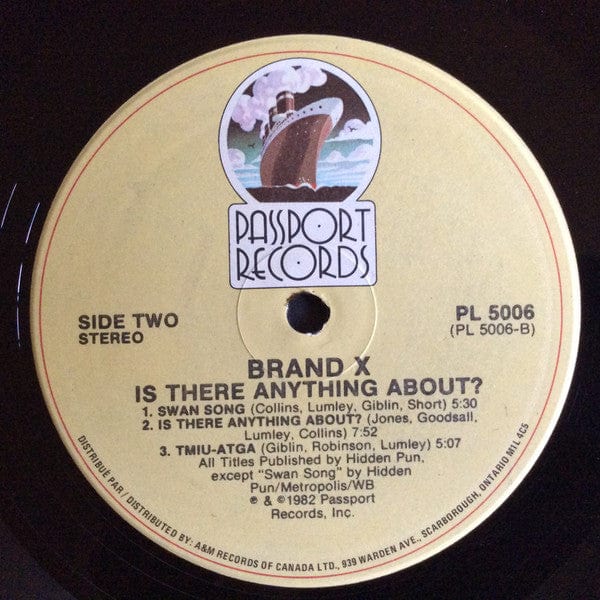 PASSPORT
RECORDS
SIDE TWO
STEREO
PL 5006
(PL 5006-B)
BRAND X
IS THERE ANYTHING ABOUT?
1. SWAN SONG (Collins, Lumley, Giblin, Short) 5:30
2. IS THERE ANYTHING ABOUT? (Jones, Goodsall,
Lumley, Collins) 7:52
3. TMIU-ATGA (Giblin, Robinson, Lumley) 5:07
All Titles Published by Hidden Pun,
except "Swan Song" by Hidden
Pun/Metropolis/WB
℗ & ©1982 Passport
Records, Inc.
DISTRIBUE PAR / DISTRIBUTED BY: A&M RECORDS OF CANADA LTD., 939 WARDEN AVE., SCARBOROUGH, ONTARIO M1L 4C5